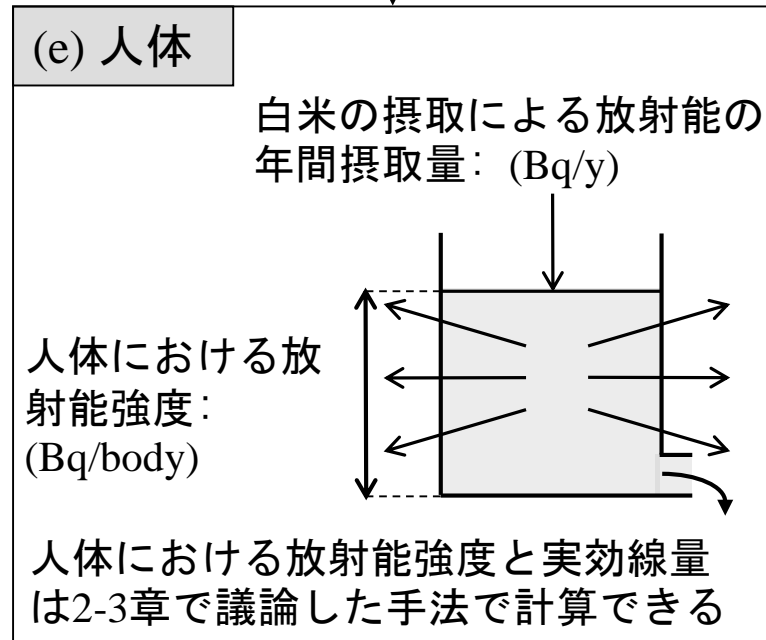 (e) 人体
白米の摂取による放射能の
年間摂取量: (Bq/y)
人体における放
射能強度:
(Bq/body)
人体における放射能強度と実効線量
は2-3章で議論した手法で計算できる